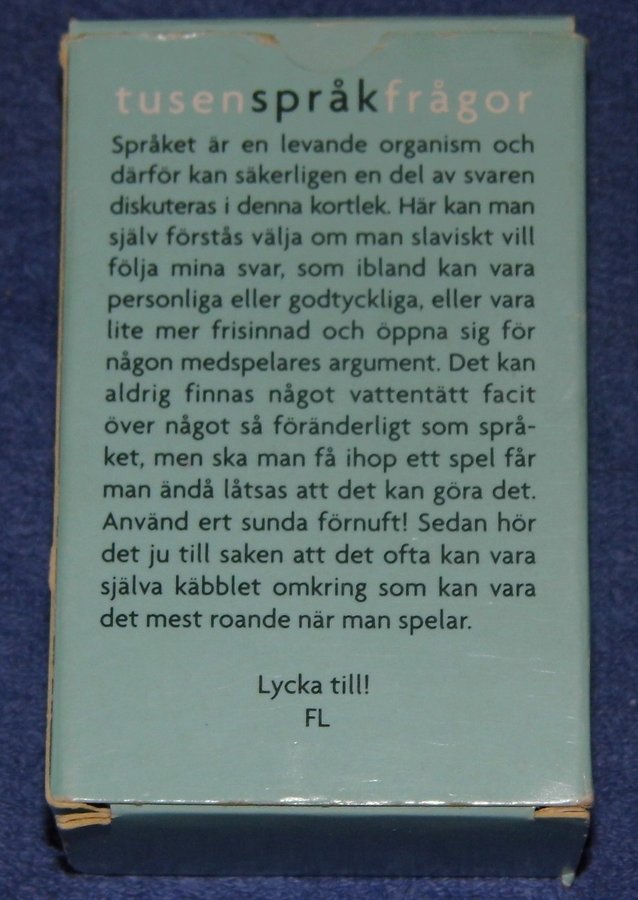 tusenspråkfrågor
Språket är en levande organism och
därför kan säkerligen en del av svaren
diskuteras i denna kortlek. Här kan man
själv förstås välja om man slaviskt vill
följa mina svar, som ibland kan vara
personliga eller godtyckliga, eller vara
lite mer frisinnad och öppna sig för
någon medspelares argument. Det kan
aldrig finnas något vattentätt facit
över något så föränderligt som språ-
ket, men ska man få ihop ett spel får
man ändå låtsas att det kan göra det.
Använd ert sunda förnuft! Sedan hör
det ju till saken att det ofta kan vara
själva käbblet omkring som kan vara
det mest roande när man spelar.
Lycka till!
FL